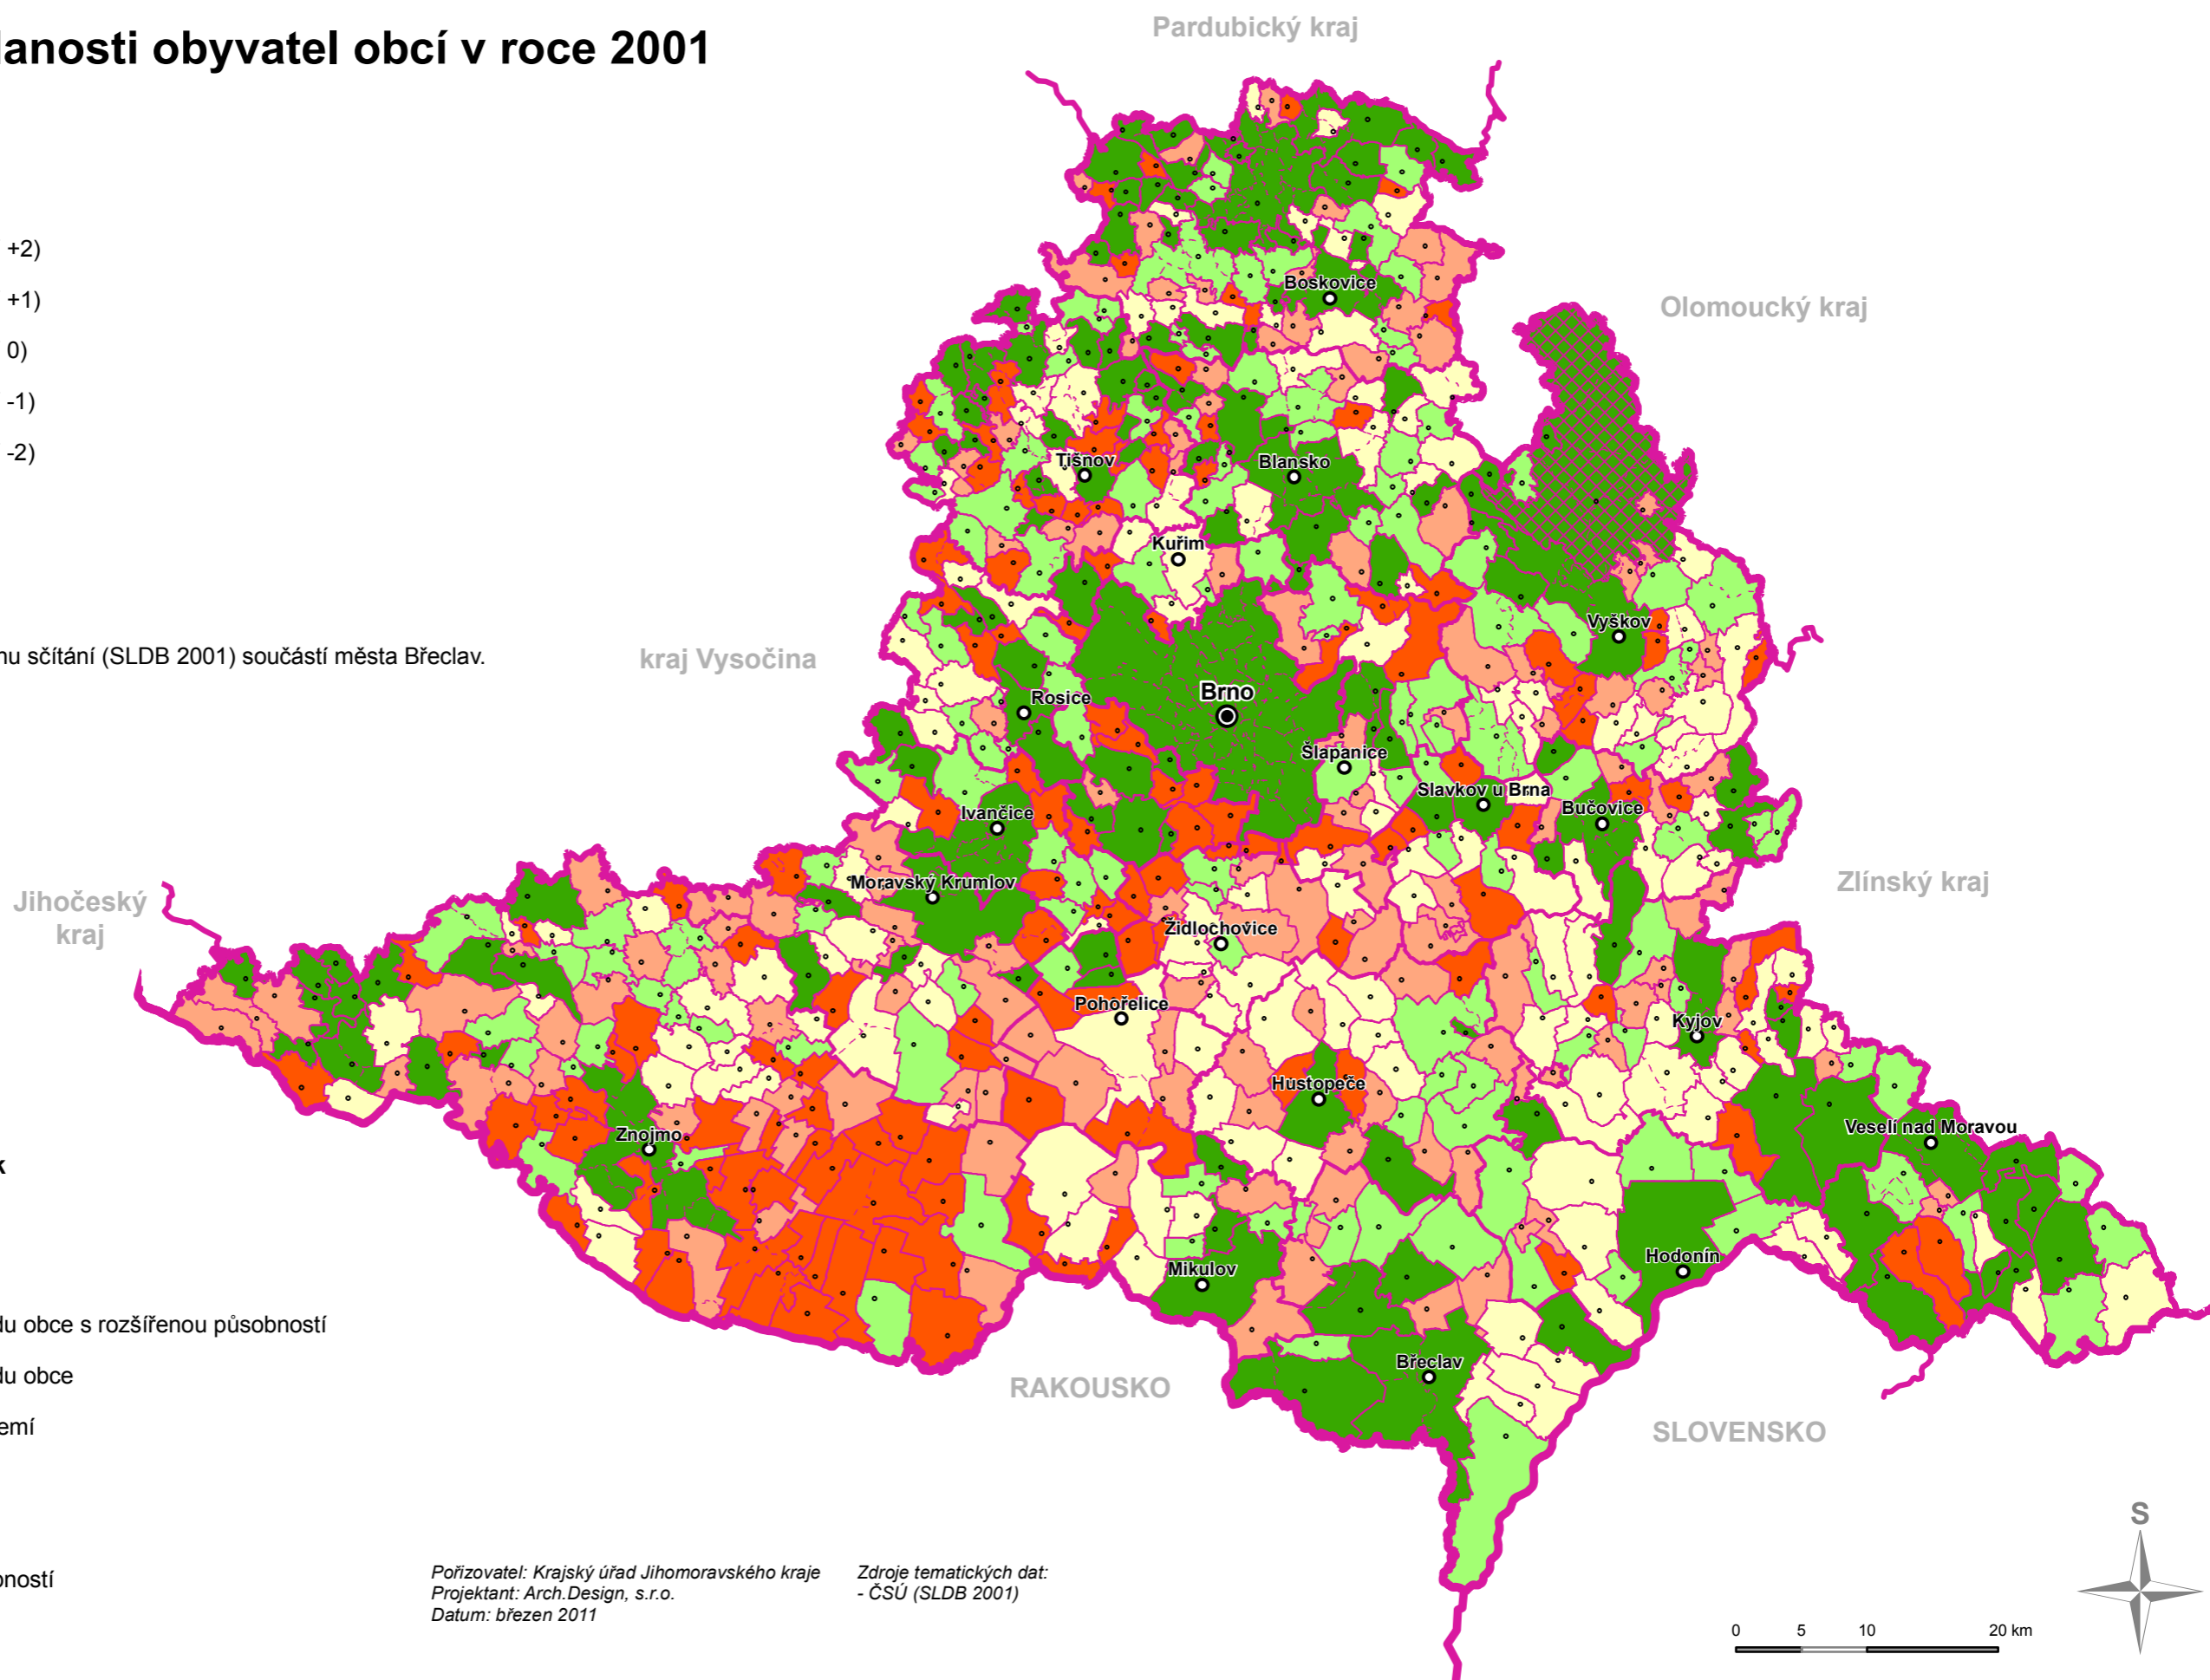 lanosti obyvatel obcí v roce 2001
+2)
+1)
0)
-1)
-2)
nu sčítání (SLDB 2001) součástí města Břeclav.
k
du obce s rozšířenou působností
du obce
emí
ností
Pardubický kraj
Olomoucký kraj
kraj Vysočina
Zlínský kraj
Jihočeský
kraj
RAKOUSKO
SLOVENSKO
Boskovice
Tišnov
Blansko
Kuřim
Vyškov
Rosice
Brno
Šlapanice
Slavkov u Brna
Bučovice
Ivančice
Moravský Krumlov
Židlochovice
Pohořelice
Kyjov
Hustopeče
Znojmo
Veselí nad Moravou
Mikulov
Hodonín
Břeclav
Pořizovatel: Krajský úřad Jihomoravského kraje
Projektant: Arch.Design, s.r.o.
Datum: březen 2011
Zdroje tematických dat:
- ČSÚ (SLDB 2001)
S
0 5 10 20 km